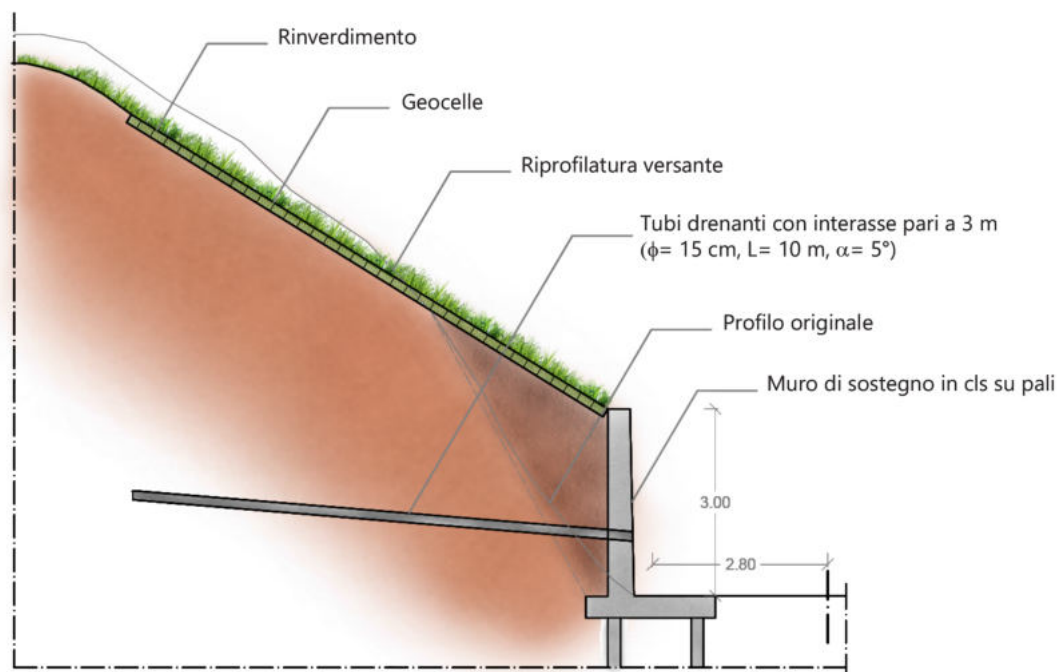 Rinverdimento
Geocelle
Riprofilatura versante
Tubi drenanti con interasse pari a 3 m
(ϕ= 15 cm, L= 10 m, α= 5°)
Profilo originale
Muro di sostegno in cls su pali
3.00
2.80